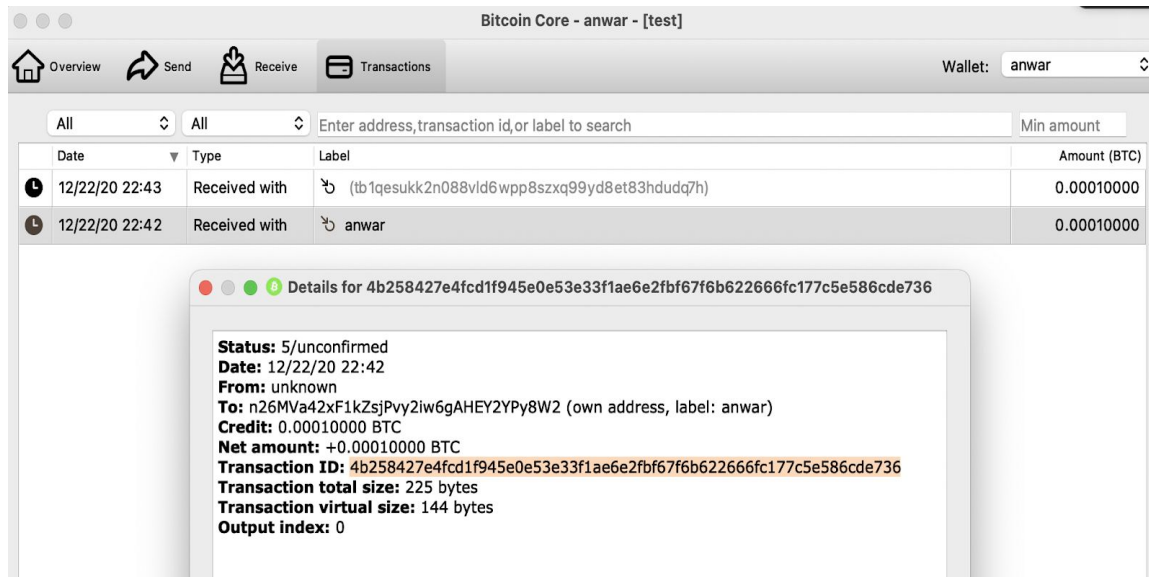 Bitcoin Core - anwar - [test]
Overview Send Receive Transactions Wallet: anwar
All All Enter address,transaction id,or label to search Min amount
Date Type Label Amount (BTC)
12/22/20 22:43 Received with (tb1qesukk2n088vld6wpp8szxq99yd8et83hdudq7h) 0.00010000
12/22/20 22:42 Received with anwar 0.00010000
Details for 4b258427e4fcd1f945e0e53e33f1ae6e2fbf67f6b622666fc177c5e586cde736
Status: 5/unconfirmed
Date: 12/22/20 22:42
From: unknown
To: n26MVa42xF1kZsjPvy2iw6gAHEY2YPy8W2 (own address, label: anwar)
Credit: 0.00010000 BTC
Net amount: +0.00010000 BTC
Transaction ID: 4b258427e4fcd1f945e0e53e33f1ae6e2fbf67f6b622666fc177c5e586cde736
Transaction total size: 225 bytes
Transaction virtual size: 144 bytes
Output index: 0